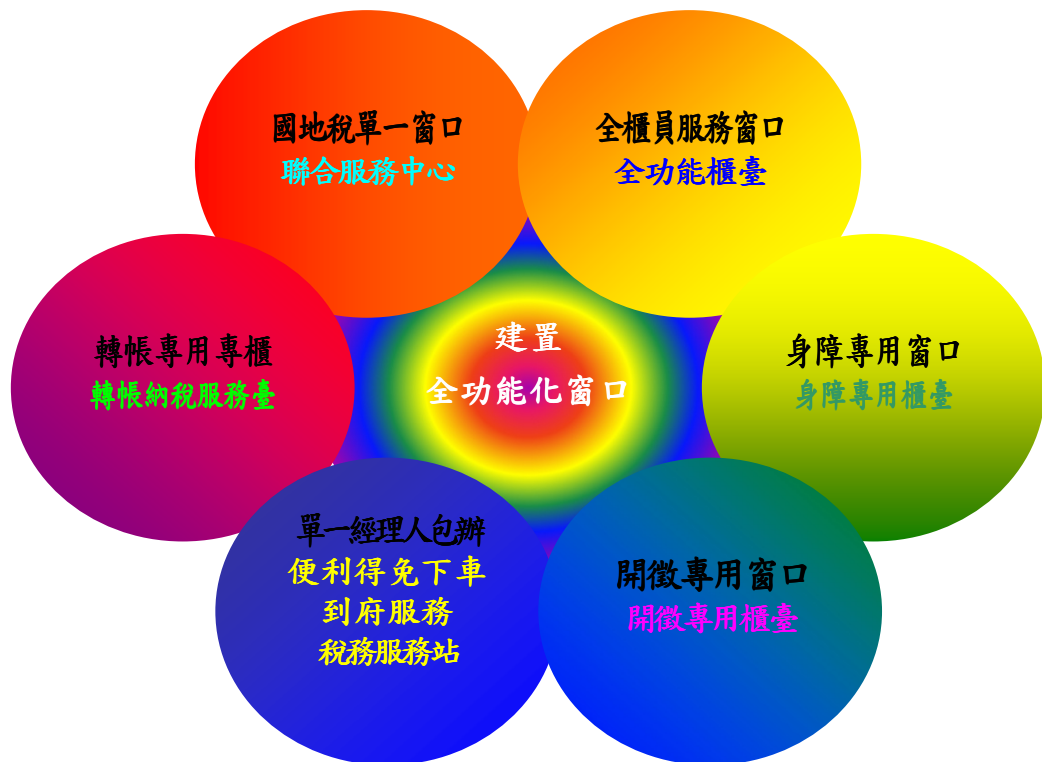 國地稅單一窗口
聯合服務中心
全櫃員服務窗口
全功能櫃臺
轉帳專用專櫃
轉帳納稅服務臺
建置
全功能化窗口
身障專用窗口
身障專用櫃臺
單一經理人包辦
便利得免下車
到府服務
稅務服務站
開徵專用窗口
開徵專用櫃臺